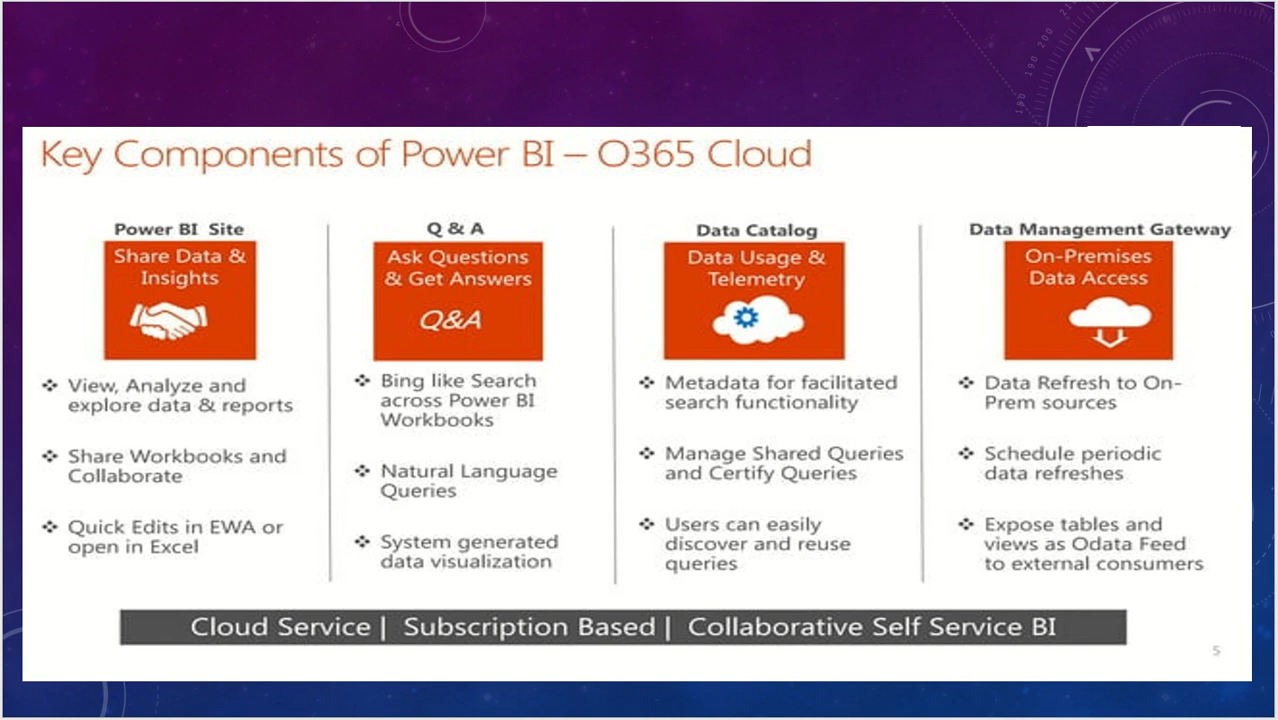 Key Components of Power BI – O365 Cloud
Power BI Site
Share Data &
Insights
❖ View, Analyze and
explore data & reports
❖ Share Workbooks and
Collaborate
❖ Quick Edits in EWA or
open in Excel
Q & A
Ask Questions
& Get Answers
Q&A
❖ Bing like Search
across Power BI
Workbooks
❖ Natural Language
Queries
❖ System generated
data visualization
Data Catalog
Data Usage &
Telemetry
❖ Metadata for facilitated
search functionality
❖ Manage Shared Queries
and Certify Queries
❖ Users can easily
discover and reuse
queries
Data Management Gateway
On-Premises
Data Access
❖ Data Refresh to On-
Prem sources
❖ Schedule periodic
data refreshes
❖ Expose tables and
views as Odata Feed
to external consumers
Cloud Service | Subscription Based | Collaborative Self Service BI
5
190 200
190